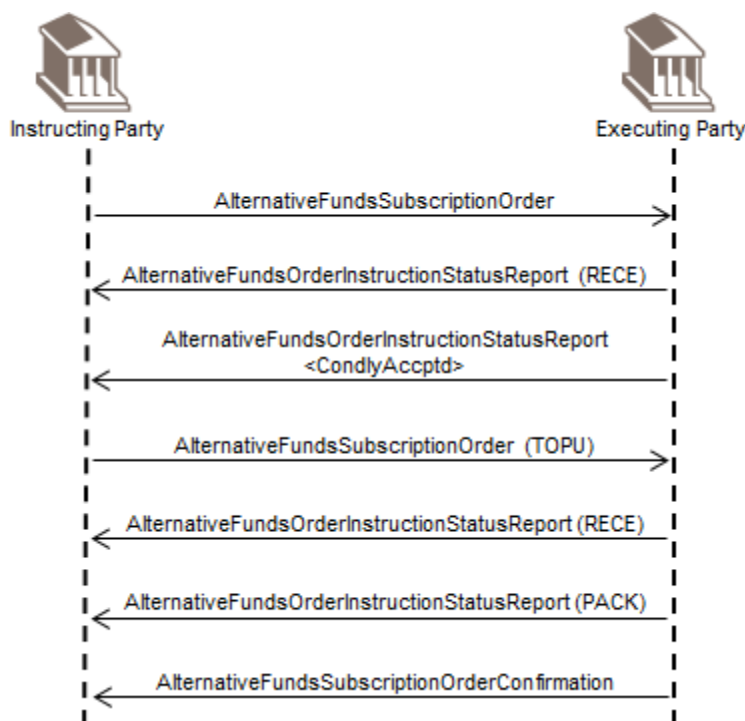 Instructing Party
Executing Party
AlternativeFundsSubscriptionOrder
AlternativeFundsOrderInstructionStatusReport (RECE)
AlternativeFundsOrderInstructionStatusReport
<CondlyAccptd>
AlternativeFundsSubscriptionOrder (TOPU)
AlternativeFundsOrderInstructionStatusReport (RECE)
AlternativeFundsOrderInstructionStatusReport (PACK)
AlternativeFundsSubscriptionOrderConfirmation